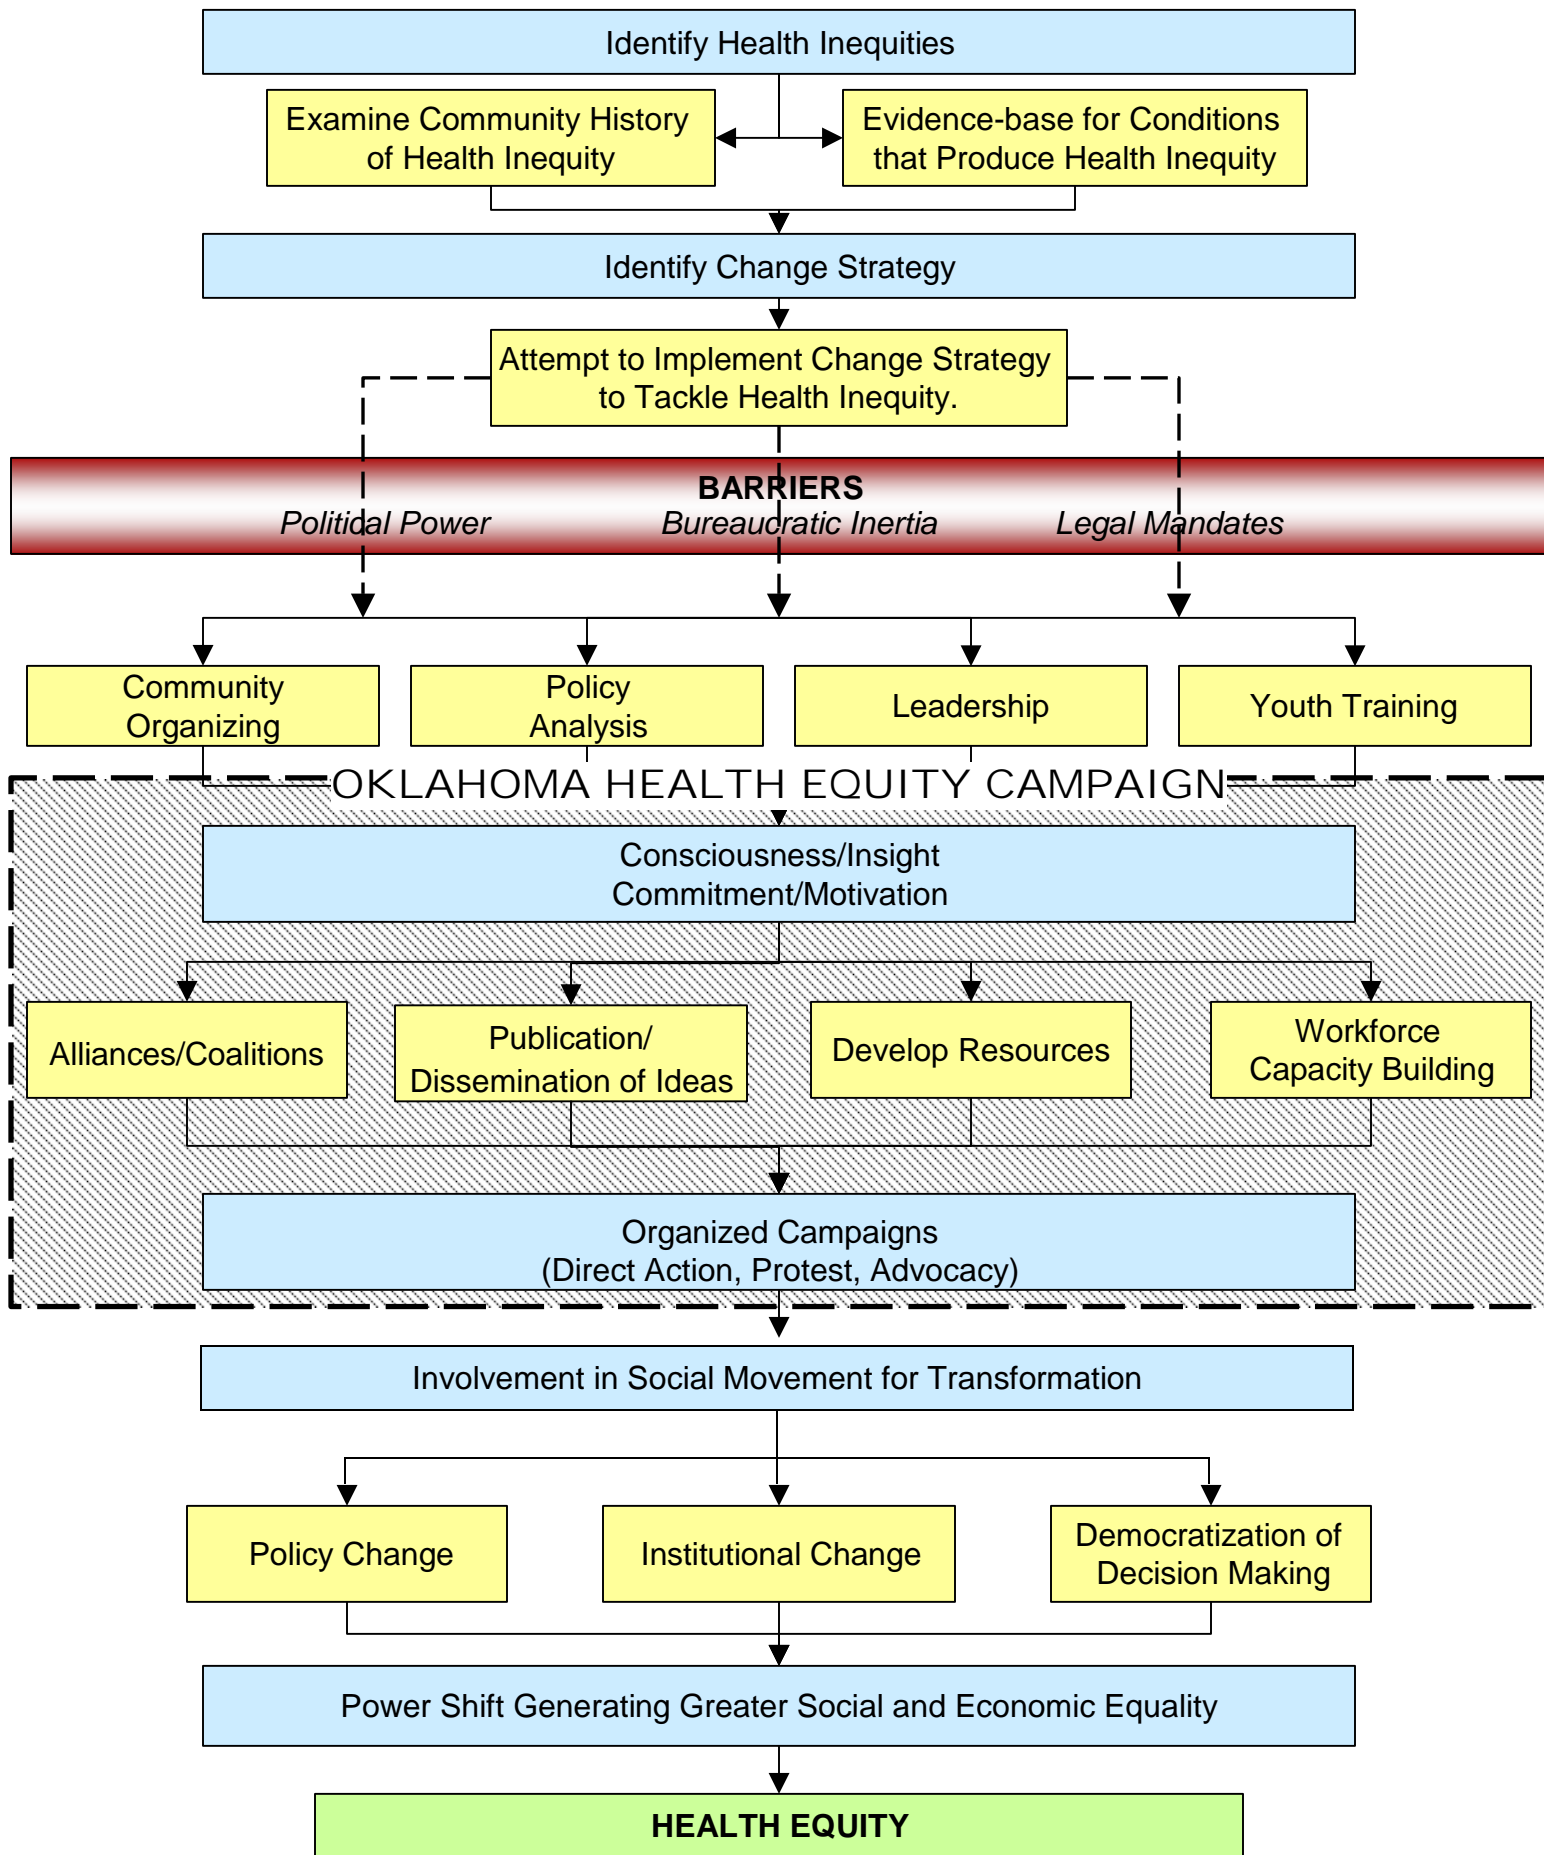 Identify Health Inequities
Examine Community History
of Health Inequity
Evidence-base for Conditions
that Produce Health Inequity
Identify Change Strategy
Attempt to Implement Change Strategy
to Tackle Health Inequity.
BARRIERS
Political Power
Bureaucratic Inertia
Legal Mandates
Community
Organizing
Policy
Analysis
Leadership
Youth Training
OKLAHOMA HEALTH EQUITY CAMPAIGN
Consciousness/Insight
Commitment/Motivation
Alliances/Coalitions
Publication/
Dissemination of Ideas
Develop Resources
Workforce
Capacity Building
Organized Campaigns
(Direct Action, Protest, Advocacy)
Involvement in Social Movement for Transformation
Policy Change
Institutional Change
Democratization of
Decision Making
Power Shift Generating Greater Social and Economic Equality
HEALTH EQUITY